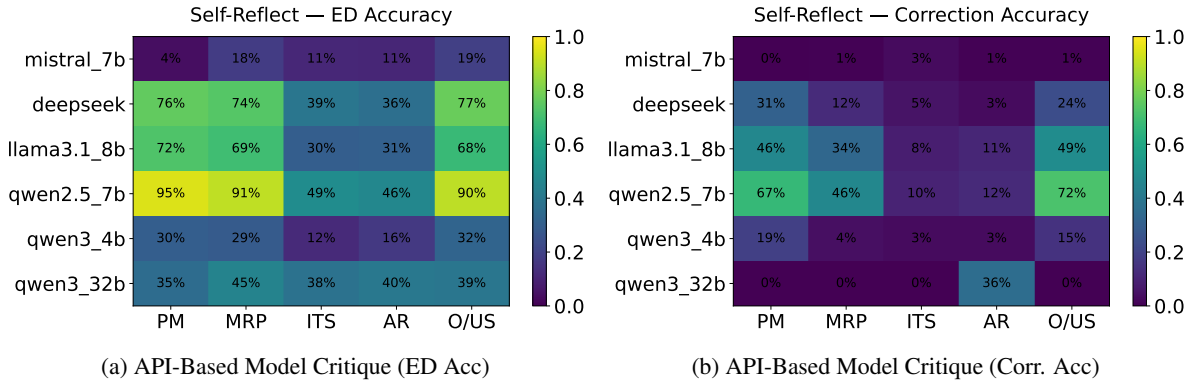 Self-Reflect — ED Accuracy
mistral_7b 4% 18% 11% 11% 19%
deepseek 76% 74% 39% 36% 77%
llama3.1_8b 72% 69% 30% 31% 68%
qwen2.5_7b 95% 91% 49% 46% 90%
qwen3_4b 30% 29% 12% 16% 32%
qwen3_32b 35% 45% 38% 40% 39%
PM MRP ITS AR O/US
1.0
0.8
0.6
0.4
0.2
0.0
(a) API-Based Model Critique (ED Acc)
Self-Reflect — Correction Accuracy
mistral_7b 0% 1% 3% 1% 1%
deepseek 31% 12% 5% 3% 24%
llama3.1_8b 46% 34% 8% 11% 49%
qwen2.5_7b 67% 46% 10% 12% 72%
qwen3_4b 19% 4% 3% 3% 15%
qwen3_32b 0% 0% 0% 36% 0%
PM MRP ITS AR O/US
1.0
0.8
0.6
0.4
0.2
0.0
(b) API-Based Model Critique (Corr. Acc)